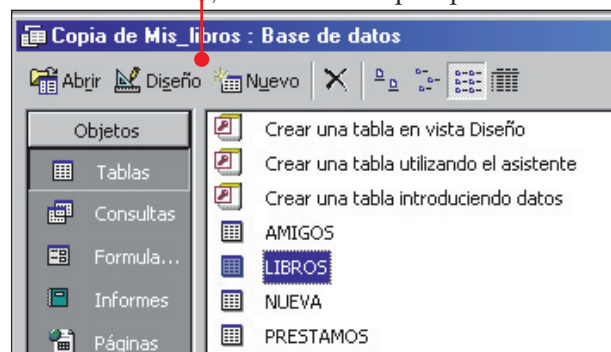 Copia de Mis_libros : Base de datos
Abrir Diseño Nuevo
Objetos
Tablas
Consultas
Formula...
Informes
Páginas
Crear una tabla en vista Diseño
Crear una tabla utilizando el asistente
Crear una tabla introduciendo datos
AMIGOS
LIBROS
NUEVA
PRESTAMOS